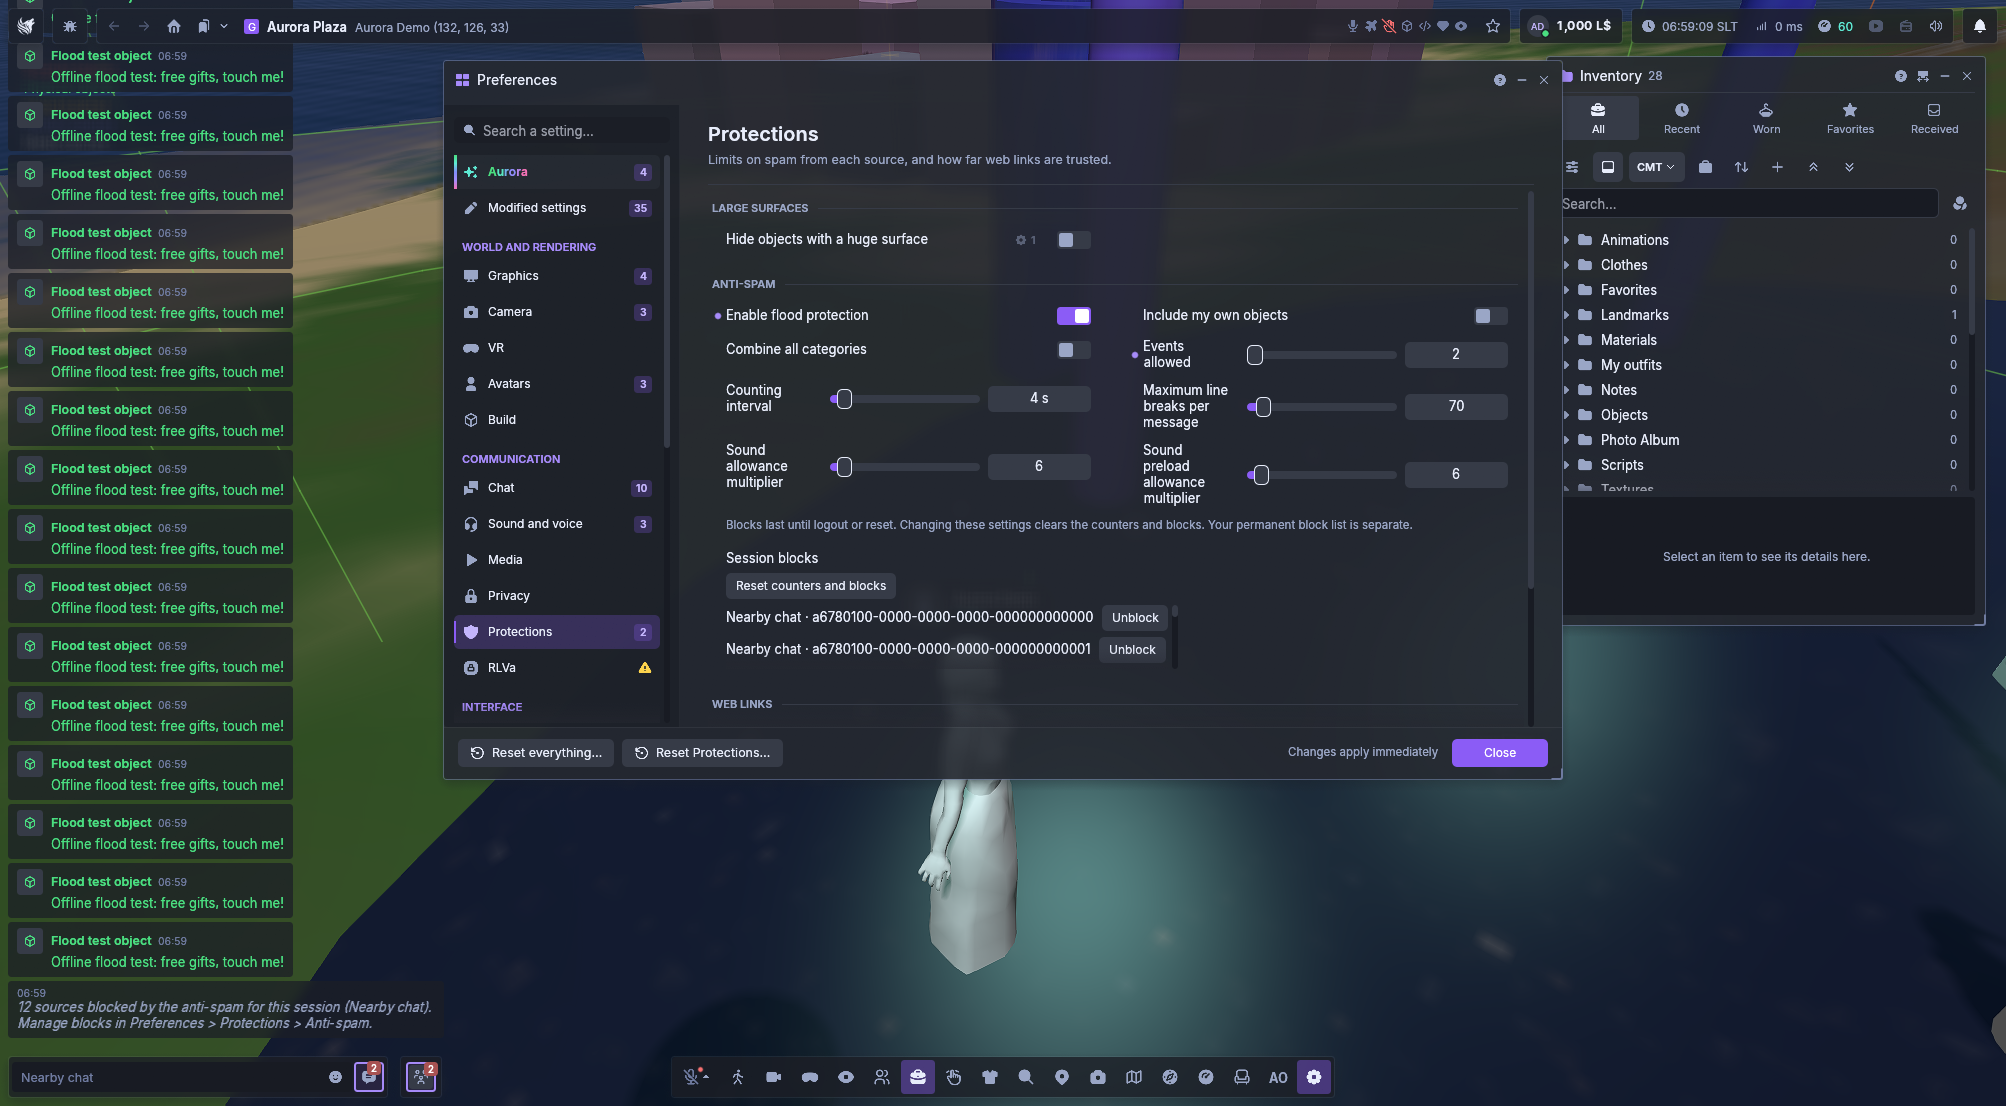 Aurora Plaza Aurora Demo (132, 126, 33)
AD 1,000 L$
06:59:09 SLT 0 ms 60
Flood test object 06:59
Offline flood test: free gifts, touch me!
Flood test object 06:59
Offline flood test: free gifts, touch me!
Flood test object 06:59
Offline flood test: free gifts, touch me!
Flood test object 06:59
Offline flood test: free gifts, touch me!
Flood test object 06:59
Offline flood test: free gifts, touch me!
Flood test object 06:59
Offline flood test: free gifts, touch me!
Flood test object 06:59
Offline flood test: free gifts, touch me!
Flood test object 06:59
Offline flood test: free gifts, touch me!
Flood test object 06:59
Offline flood test: free gifts, touch me!
Flood test object 06:59
Offline flood test: free gifts, touch me!
Flood test object 06:59
Offline flood test: free gifts, touch me!
Flood test object 06:59
Offline flood test: free gifts, touch me!
Flood test object 06:59
Offline flood test: free gifts, touch me!
Flood test object 06:59
Offline flood test: free gifts, touch me!
Flood test object 06:59
Offline flood test: free gifts, touch me!
Flood test object 06:59
Offline flood test: free gifts, touch me!
06:59
12 sources blocked by the anti-spam for this session (Nearby chat).
Manage blocks in Preferences > Protections > Anti-spam.
Nearby chat
2
2
Preferences
Search a setting...
Aurora 4
Modified settings 35
WORLD AND RENDERING
Graphics 4
Camera 3
VR
Avatars 3
Build
COMMUNICATION
Chat 10
Sound and voice 3
Media
Privacy
Protections 2
RLVa
INTERFACE
Protections
Limits on spam from each source, and how far web links are trusted.
LARGE SURFACES
Hide objects with a huge surface 1
ANTI-SPAM
Enable flood protection
Include my own objects
Combine all categories
Events
allowed
2
Counting
interval
4 s
Maximum line
breaks per
message
70
Sound
allowance
multiplier
6
Sound
preload
allowance
multiplier
6
Blocks last until logout or reset. Changing these settings clears the counters and blocks. Your permanent block list is separate.
Session blocks
Reset counters and blocks
Nearby chat · a6780100-0000-0000-0000-000000000000 Unblock
Nearby chat · a6780100-0000-0000-0000-000000000001 Unblock
WEB LINKS
Reset everything... Reset Protections... Changes apply immediately Close
Inventory 28
All Recent Worn Favorites Received
CMT
Search...
Animations 0
Clothes 0
Favorites 0
Landmarks 1
Materials 0
My outfits 0
Notes 0
Objects 0
Photo Album 0
Scripts 0
Textures 0
Select an item to see its details here.
AO